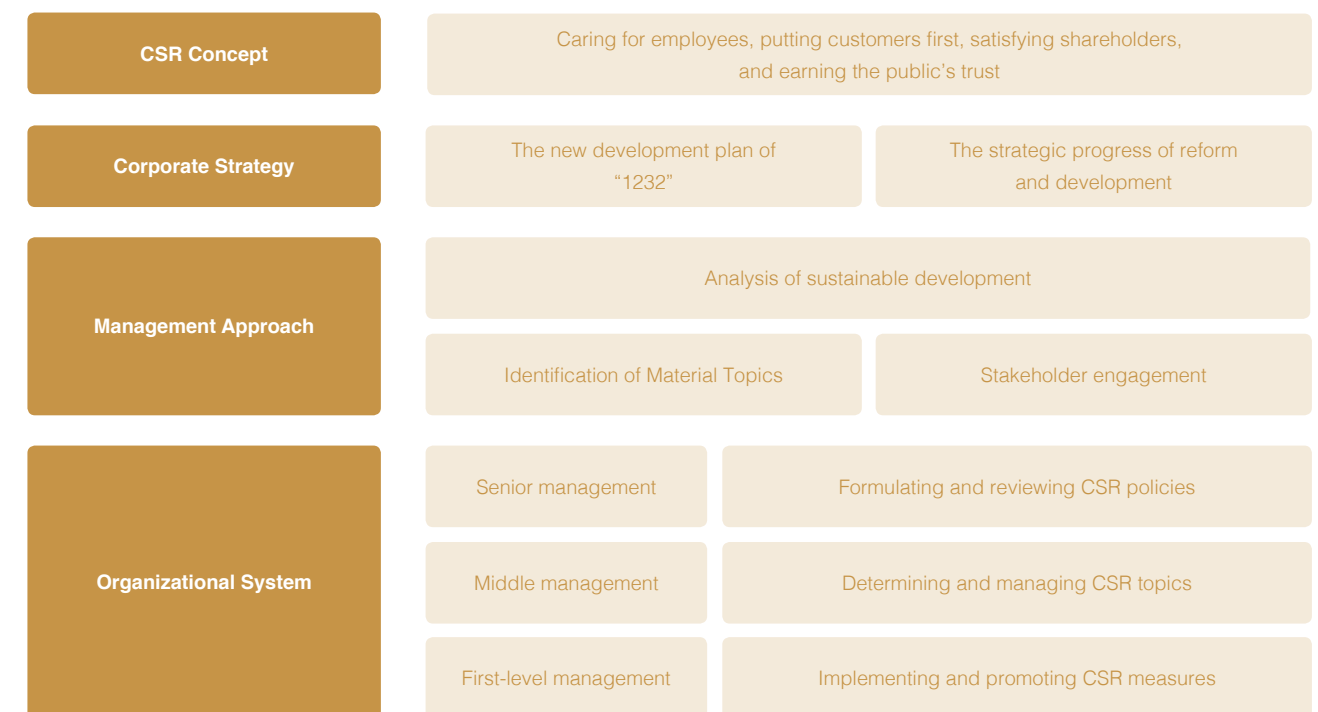 CSR Concept
Caring for employees, putting customers first, satisfying shareholders,
and earning the public’s trust
Corporate Strategy
The new development plan of
“1232”
The strategic progress of reform
and development
Management Approach
Analysis of sustainable development
Identification of Material Topics
Stakeholder engagement
Organizational System
Senior management
Formulating and reviewing CSR policies
Middle management
Determining and managing CSR topics
First-level management
Implementing and promoting CSR measures